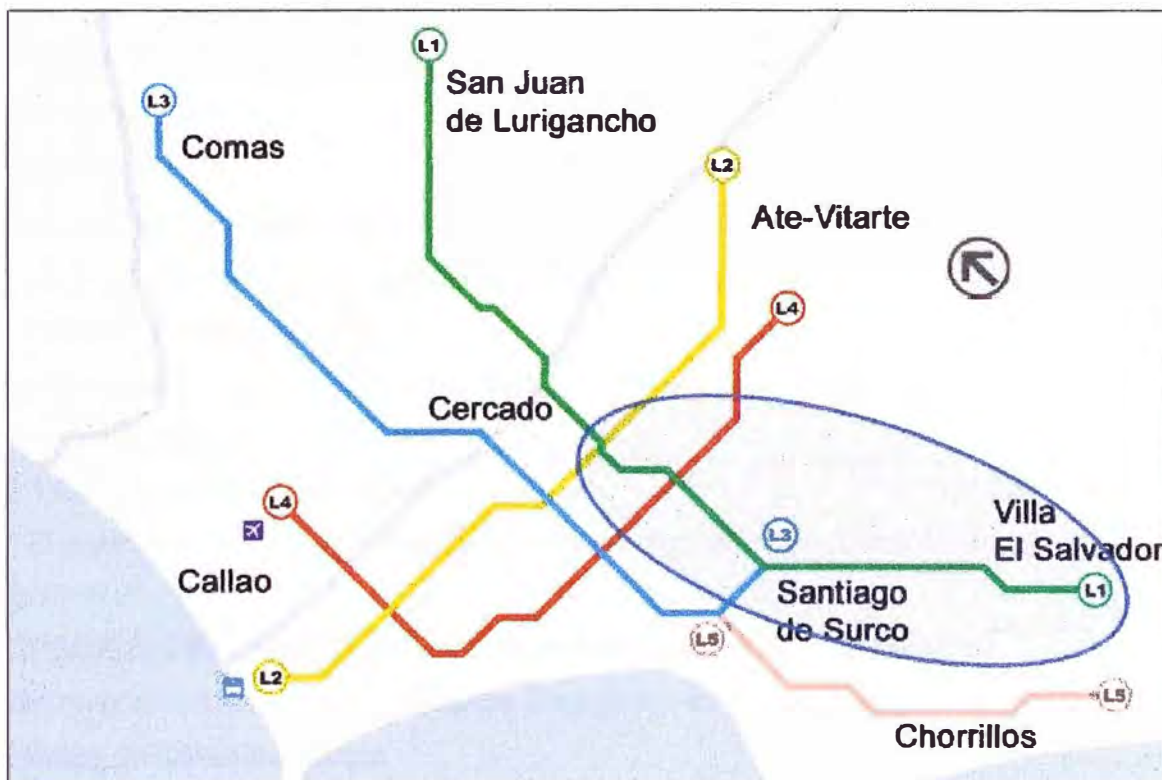 L1
San Juan
de Lurigancho
L3
Comas
L2
Ate-Vitarte
L4
Cercado
L4
Villa
El Salvador
L3
Callao
Santiago
de Surco
L1
L5
L2
L5
Chorrillos